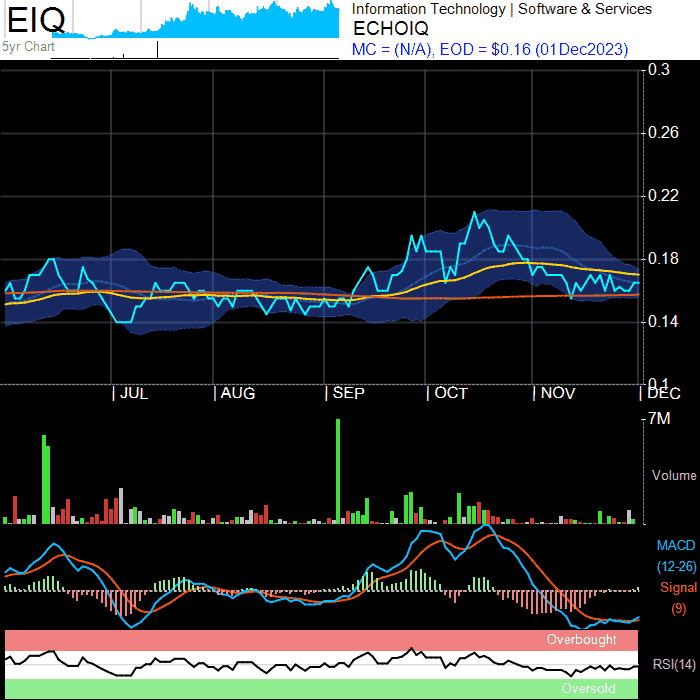 EIQ
5yr Chart
Information Technology | Software & Services
ECHOIQ
MC = (N/A), EOD = $0.16 (01Dec2023)
0.3
0.26
0.22
0.18
0.14
0.1
JUL AUG SEP OCT NOV DEC
7M
Volume
MACD
(12-26)
Signal
(9)
Overbought
RSI(14)
Oversold